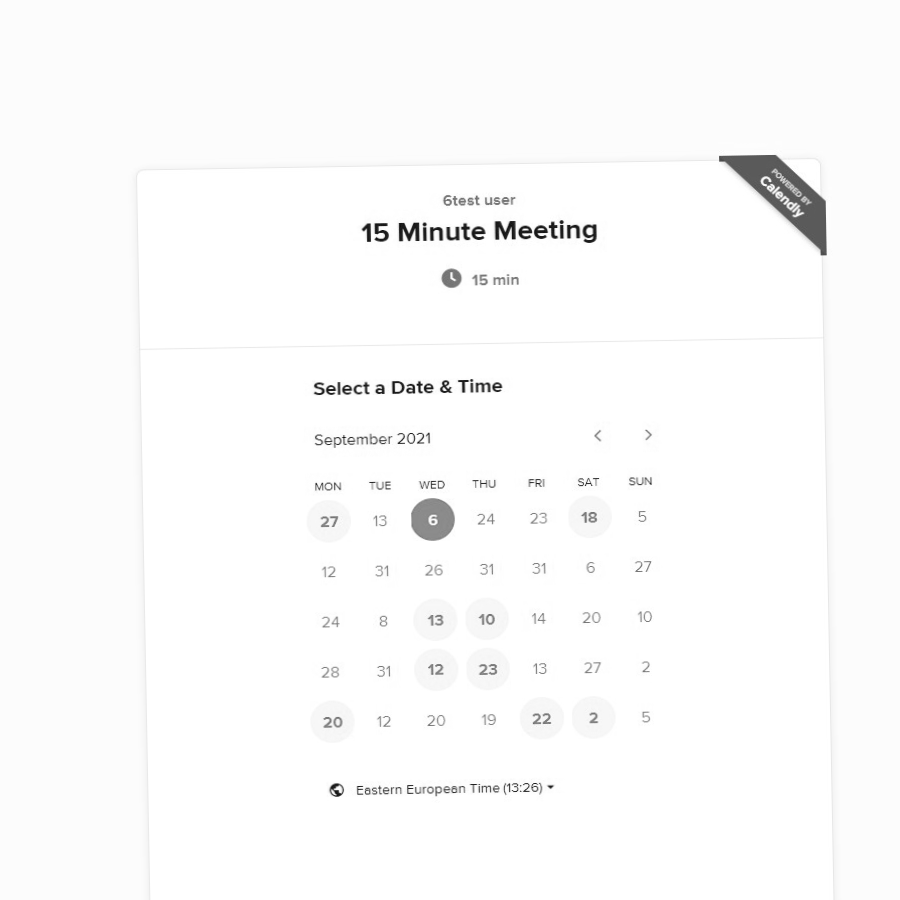 POWERED BY
Calendly
6test user
15 Minute Meeting
15 min
Select a Date & Time
September 2021
MON TUE WED THU FRI SAT SUN
27 13 6 24 23 18 5
12 31 26 31 31 6 27
24 8 13 10 14 20 10
28 31 12 23 13 27 2
20 12 20 19 22 2 5
Eastern European Time (13:26)